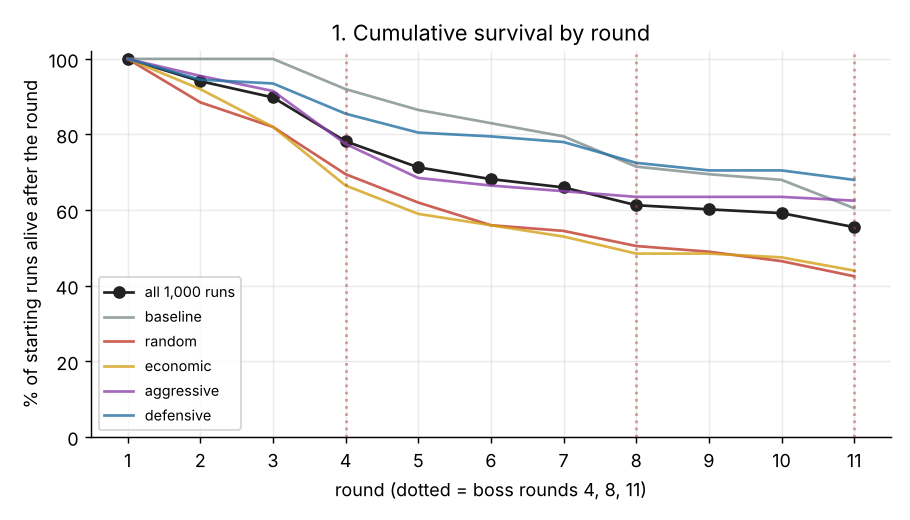 1. Cumulative survival by round
% of starting runs alive after the round
100
80
60
40
20
0
all 1,000 runs
baseline
random
economic
aggressive
defensive
1 2 3 4 5 6 7 8 9 10 11
round (dotted = boss rounds 4, 8, 11)